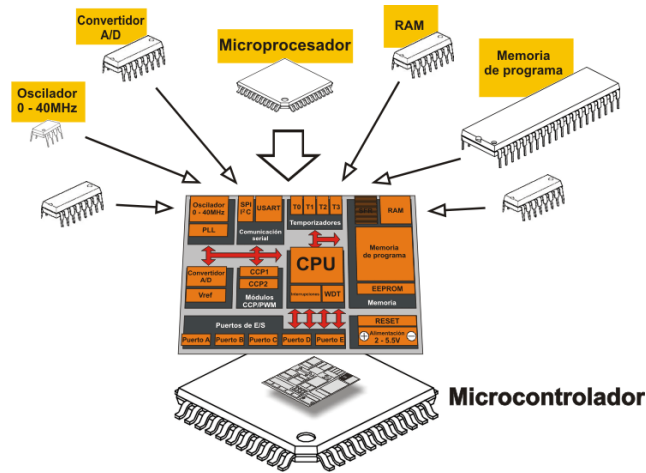 Convertidor
A/D
Microprocesador
RAM
Memoria
de programa
Oscilador
0 - 40MHz
Oscilador
0 - 40MHz
PLL
SPI
I²C
USART
Comunicación
serial
T0 T1 T2 T3
Temporizadores
RAM
Memoria
de programa
EEPROM
Memoria
CPU
Interrupciones
WDT
Convertidor
A/D
Vref
CCP1
CCP2
Módulos
CCP/PWM
Puertos de E/S
Puerto A Puerto B Puerto C Puerto D Puerto E
RESET
Alimentación
2 - 5.5V
Microcontrolador